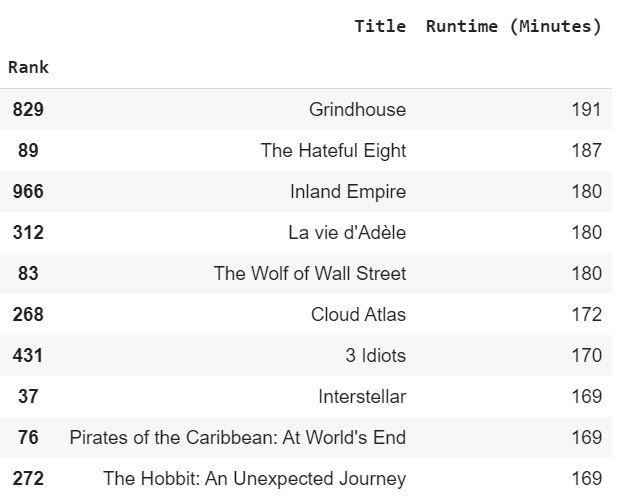 Title Runtime (Minutes)
Rank
829 Grindhouse 191
89 The Hateful Eight 187
966 Inland Empire 180
312 La vie d'Adèle 180
83 The Wolf of Wall Street 180
268 Cloud Atlas 172
431 3 Idiots 170
37 Interstellar 169
76 Pirates of the Caribbean: At World's End 169
272 The Hobbit: An Unexpected Journey 169